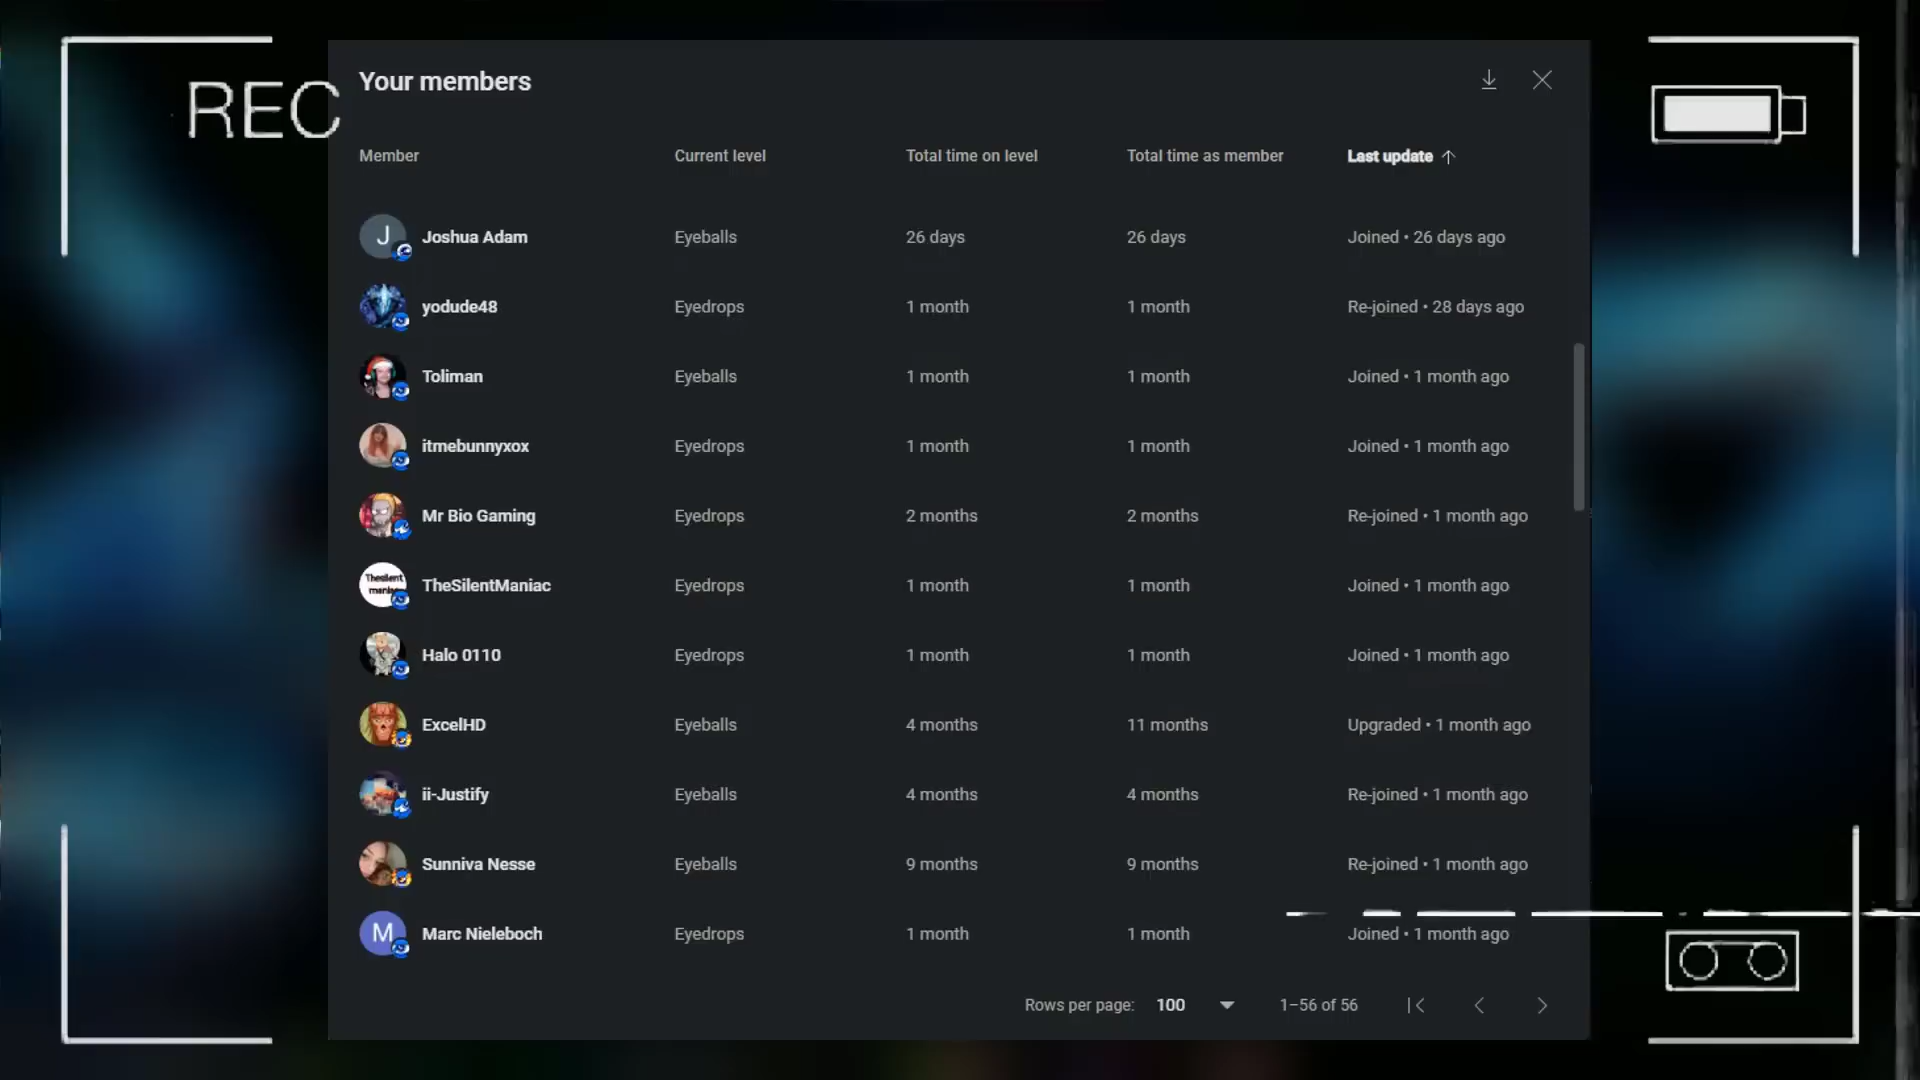 REC
Your members
Member Current level Total time on level Total time as member Last update
J Joshua Adam Eyeballs 26 days 26 days Joined • 26 days ago
yodude48 Eyedrops 1 month 1 month Re-joined • 28 days ago
Toliman Eyeballs 1 month 1 month Joined • 1 month ago
itmebunnyxox Eyedrops 1 month 1 month Joined • 1 month ago
Mr Bio Gaming Eyedrops 2 months 2 months Re-joined • 1 month ago
Thesilent TheSilentManiac Eyedrops 1 month 1 month Joined • 1 month ago
Halo 0110 Eyedrops 1 month 1 month Joined • 1 month ago
ExcelHD Eyeballs 4 months 11 months Upgraded • 1 month ago
ii-Justify Eyeballs 4 months 4 months Re-joined • 1 month ago
Sunniva Nesse Eyeballs 9 months 9 months Re-joined • 1 month ago
M Marc Nieleboch Eyedrops 1 month 1 month Joined • 1 month ago
Rows per page: 100 1–56 of 56